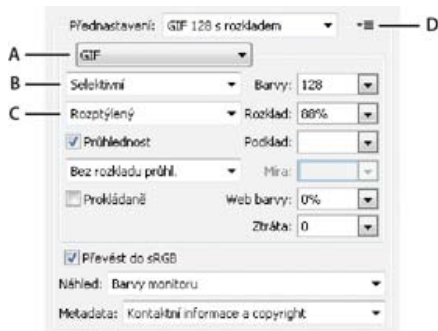 Přednastavení: GIF 128 s rozkladem D
A GIF
B Selektivní Barvy: 128
C Rozptýlený Rozklad: 88%
Průhlednost Podklad:
Bez rozkladu průhl. Míra:
Prokládaně Web barvy: 0%
Ztráta: 0
Převést do sRGB
Náhled: Barvy monitoru
Metadata: Kontaktní informace a copyright